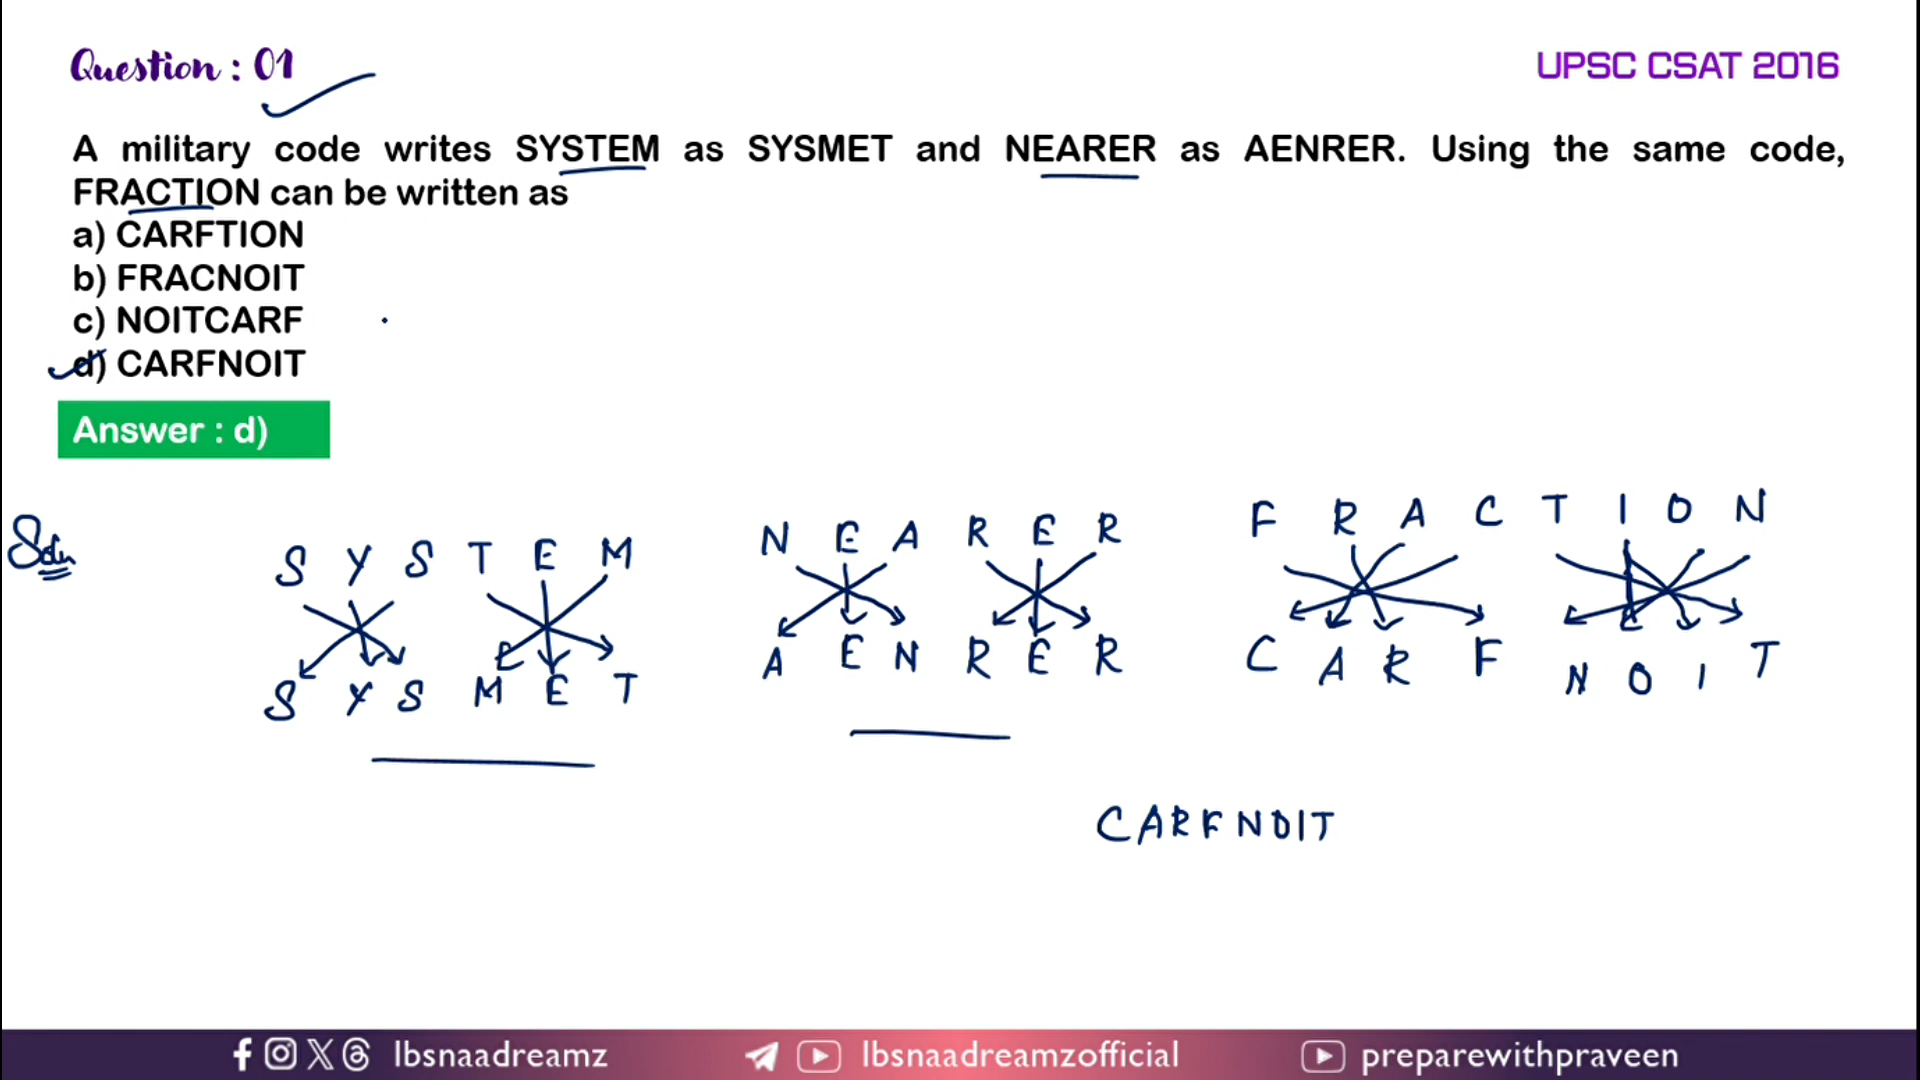 Question : 01
UPSC CSAT 2016
A military code writes SYSTEM as SYSMET and NEARER as AENRER. Using the same code,
FRACTION can be written as
a) CARFTION
b) FRACNOIT
c) NOITCARF
d) CARFNOIT
Answer : d)
Soln
S Y S T E M
N E A R E R
F R A C T I O N
S Y S M E T
A E N R E R
C A R F N O I T
CARFNOIT
lbsnaadreamz
lbsnaadreamzofficial
preparewithpraveen